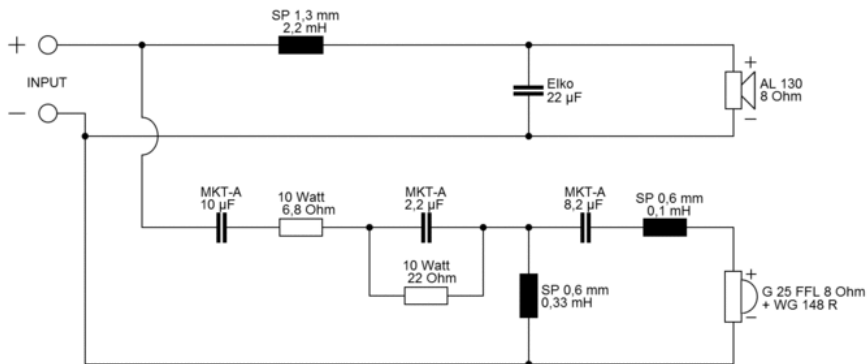 SP 1,3 mm
2,2 mH
+
INPUT
−
Elko
22 µF
+
AL 130
8 Ohm
−
MKT-A
10 µF
10 Watt
6,8 Ohm
MKT-A
2,2 µF
10 Watt
22 Ohm
MKT-A
8,2 µF
SP 0,6 mm
0,1 mH
SP 0,6 mm
0,33 mH
+
G 25 FFL 8 Ohm
+ WG 148 R
−